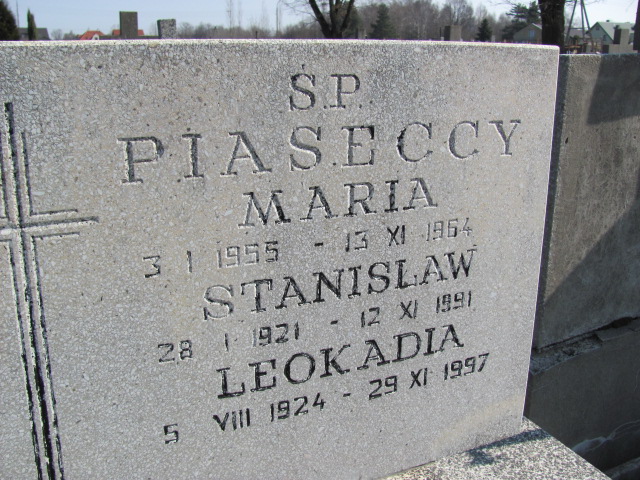 S.P.
PIASECCY
MARIA
3 I 1955 - 13 XI 1964
STANISŁAW
28 I 1921 - 12 XI 1991
LEOKADIA
5 VIII 1924 - 29 XI 1997